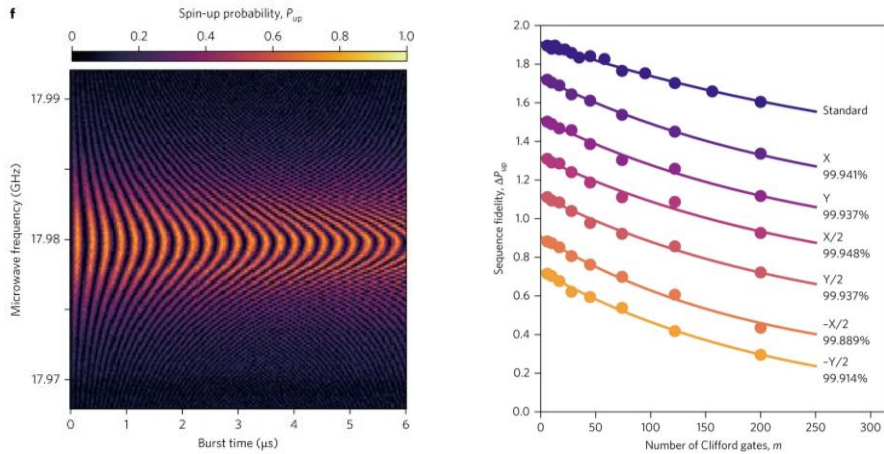 f
Spin-up probability, P_up
0 0.2 0.4 0.6 0.8 1.0
17.99
17.98
17.97
Microwave frequency (GHz)
0 1 2 3 4 5 6
Burst time (μs)
2.0
1.8
1.6
1.4
1.2
1.0
0.8
0.6
0.4
0.2
0.0
Sequence fidelity, ΔP_up
Standard
X
99.941%
Y
99.937%
X/2
99.948%
Y/2
99.937%
–X/2
99.889%
–Y/2
99.914%
0 50 100 150 200 250 300
Number of Clifford gates, m